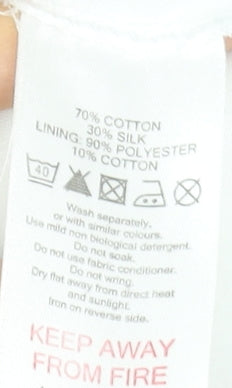 70% COTTON
30% SILK
LINING: 90% POLYESTER
10% COTTON
40
Wash separately,
or with similar colours.
Use mild non biological detergent.
Do not soak.
Do not use fabric conditioner.
Do not wring.
Dry flat away from direct heat
and sunlight.
Iron on reverse side.
KEEP AWAY
FROM FIRE